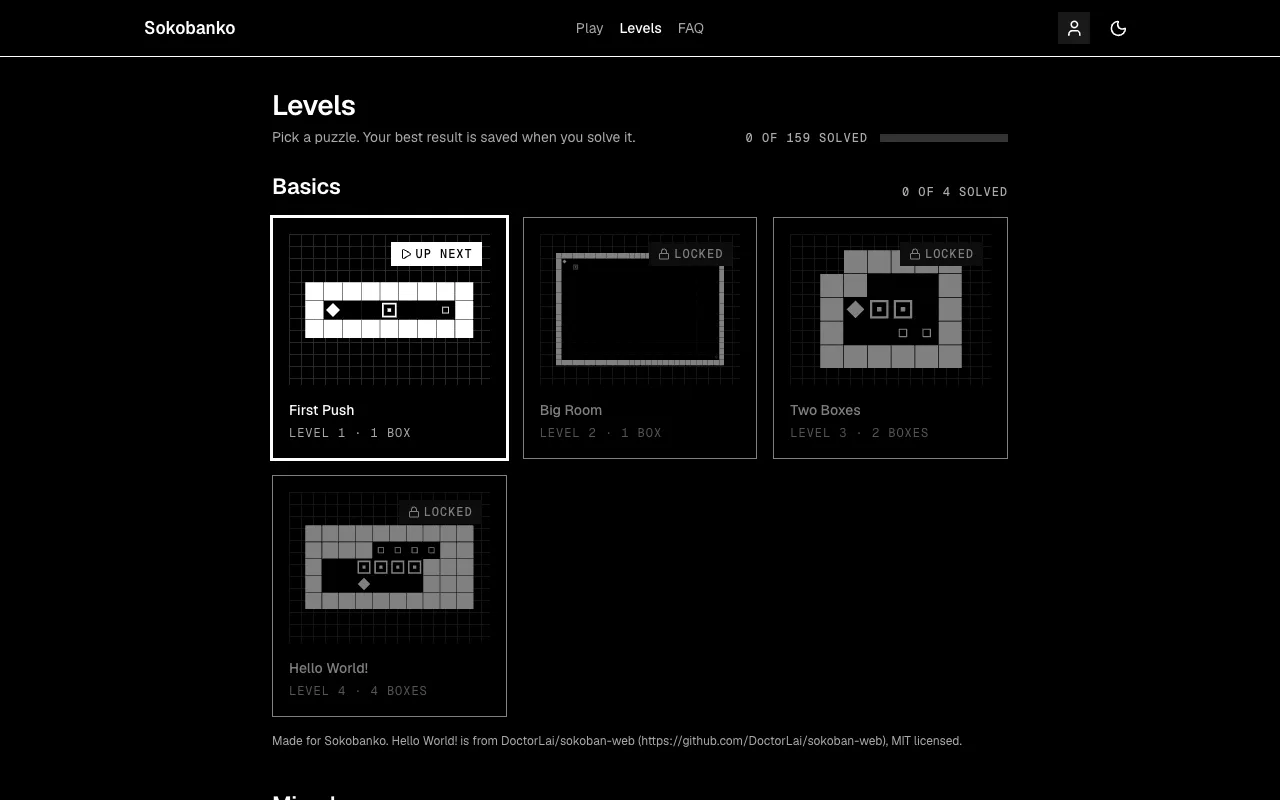 Sokobanko
Play
Levels
FAQ
Levels
Pick a puzzle. Your best result is saved when you solve it.
0 OF 159 SOLVED
Basics
0 OF 4 SOLVED
UP NEXT
First Push
LEVEL 1 · 1 BOX
LOCKED
Big Room
LEVEL 2 · 1 BOX
LOCKED
Two Boxes
LEVEL 3 · 2 BOXES
LOCKED
Hello World!
LEVEL 4 · 4 BOXES
Made for Sokobanko. Hello World! is from DoctorLai/sokoban-web (https://github.com/DoctorLai/sokoban-web), MIT licensed.